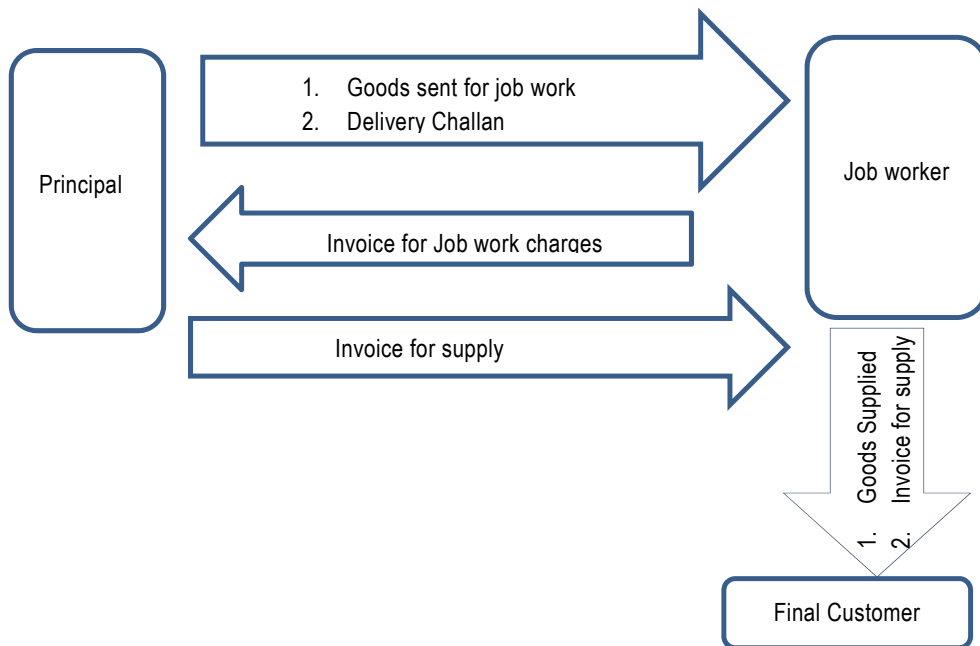 Principal
1. Goods sent for job work
2. Delivery Challan
Job worker
Invoice for Job work charges
Invoice for supply
1. Goods Supplied
2. Invoice for supply
Final Customer